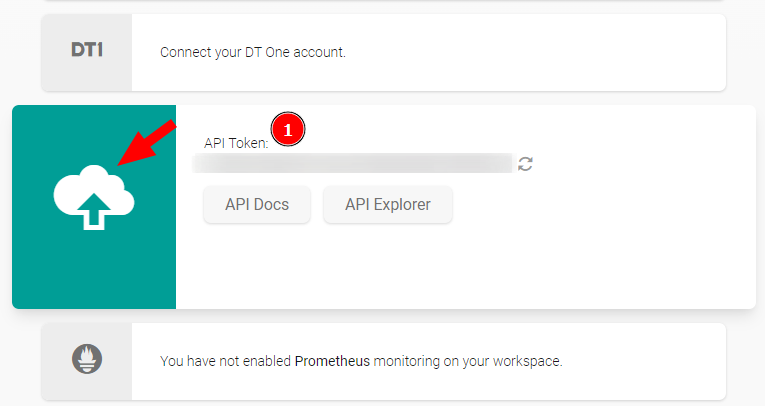 DT1
Connect your DT One account.
1
API Token:
API Docs
API Explorer
You have not enabled Prometheus monitoring on your workspace.